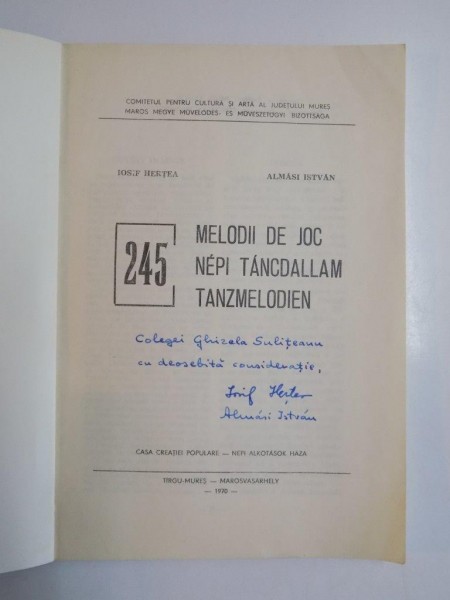 COMITETUL PENTRU CULTURĂ ȘI ARTĂ AL JUDEȚULUI MUREȘ
MAROS MEGYE MŰVELŐDÉS- ÉS MŰVÉSZETÜGYI BIZOTTSÁGA
IOSIF HERȚEA
ALMÁSI ISTVÁN
245
MELODII DE JOC
NÉPI TÁNCDALLAM
TANZMELODIEN
Colegei Ghizela Sulițeanu
cu deosebită considerație,
Iosif Herțea
Almási István
CASA CREAȚIEI POPULARE — NÉPI ALKOTÁSOK HÁZA
TÎRGU-MUREȘ — MAROSVÁSÁRHELY
— 1970 —